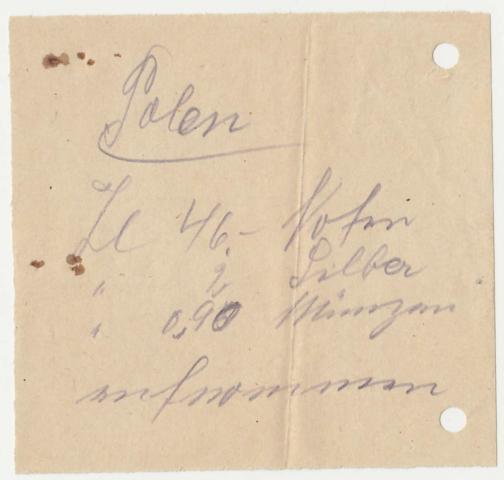 Polen
Zl 46.- Noten
" 2 Silber
" 0,90 Münzen
entnommen